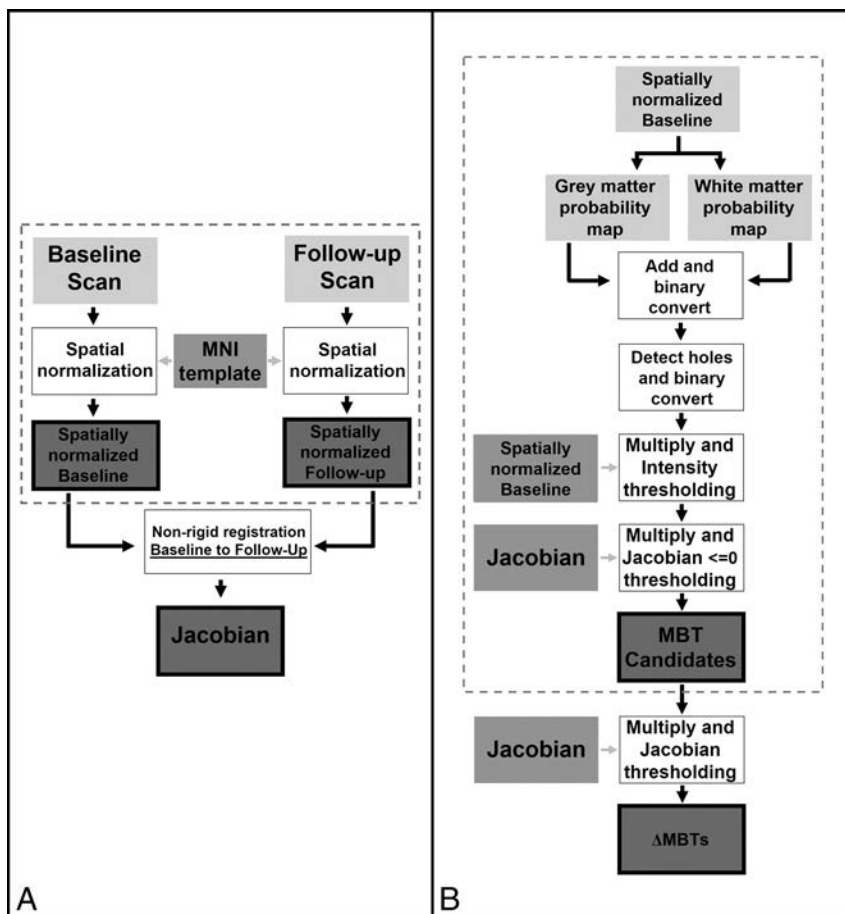 Baseline
Scan
Follow-up
Scan
Spatial
normalization
MNI
template
Spatial
normalization
Spatially
normalized
Baseline
Spatially
normalized
Follow-up
Non-rigid registration
Baseline to Follow-Up
Jacobian
A
Spatially
normalized
Baseline
Grey matter
probability
map
White matter
probability
map
Add and
binary
convert
Detect holes
and binary
convert
Spatially
normalized
Baseline
Multiply and
Intensity
thresholding
Jacobian
Multiply and
Jacobian <=0
thresholding
MBT
Candidates
Jacobian
Multiply and
Jacobian
thresholding
ΔMBTs
B